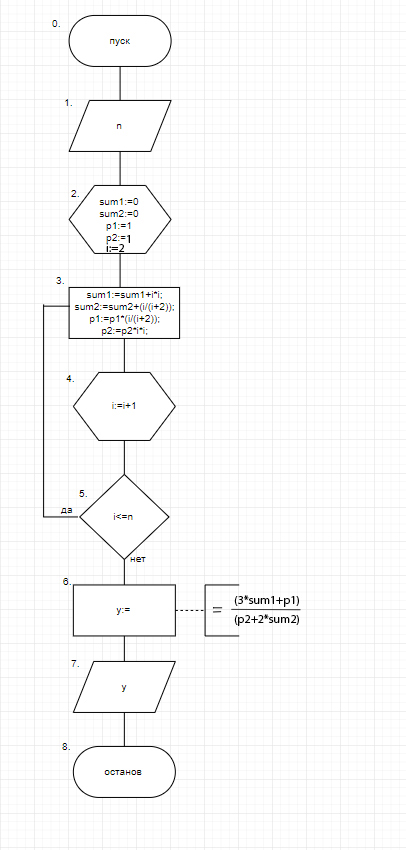 0.
пуск
1.
n
2.
sum1:=0
sum2:=0
p1:=1
p2:=1
i:=2
3.
sum1:=sum1+i*i;
sum2:=sum2+(i/(i+2));
p1:=p1*(i/(i+2));
p2:=p2*i*i;
4.
i:=i+1
5.
i<=n
да
нет
6.
y:=
= (3*sum1+p1)
(p2+2*sum2)
7.
y
8.
останов